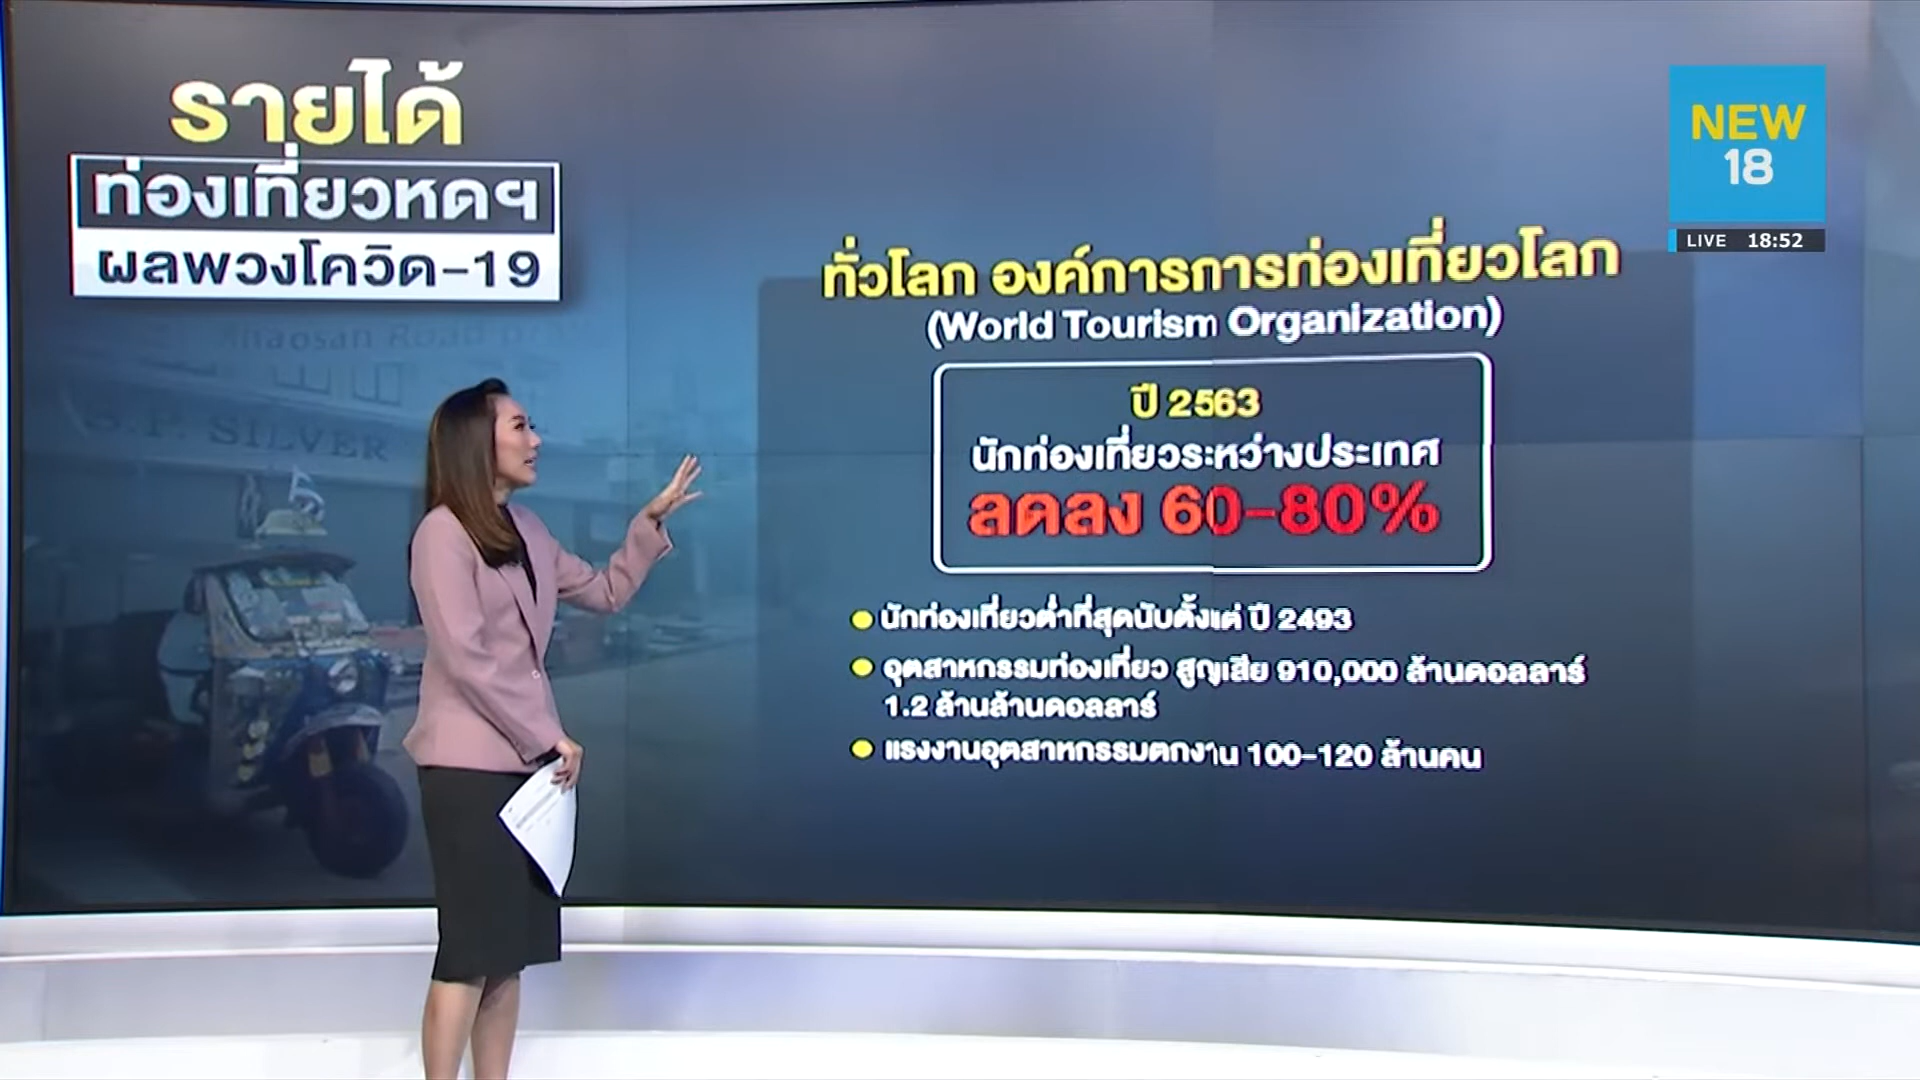 รายได้
ท่องเที่ยวหดฯ
ผลพวงโควิด-19
NEW
18
LIVE 18:52
ทั่วโลก องค์การการท่องเที่ยวโลก
(World Tourism Organization)
ปี 2563
นักท่องเที่ยวระหว่างประเทศ
ลดลง 60-80%
นักท่องเที่ยวต่ำที่สุดนับตั้งแต่ ปี 2493
อุตสาหกรรมท่องเที่ยว สูญเสีย 910,000 ล้านดอลลาร์
1.2 ล้านล้านดอลลาร์
แรงงานอุตสาหกรรมตกงาน 100-120 ล้านคน
Khaosan Road
S.P. SILVER